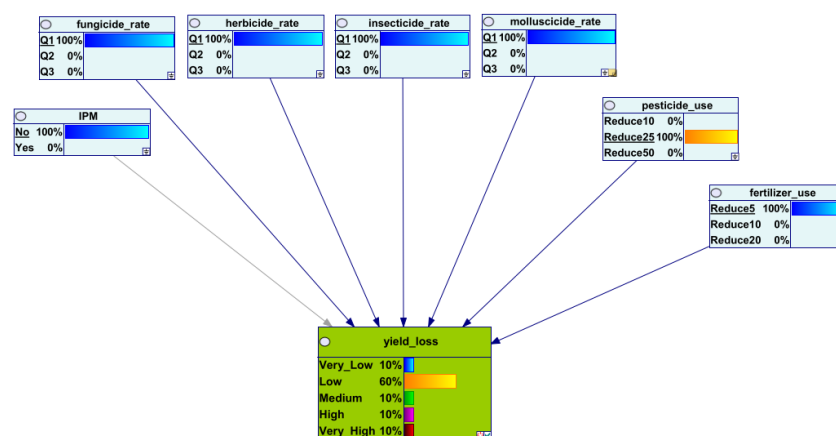 fungicide_rate
Q1 100%
Q2 0%
Q3 0%
herbicide_rate
Q1 100%
Q2 0%
Q3 0%
insecticide_rate
Q1 100%
Q2 0%
Q3 0%
molluscicide_rate
Q1 100%
Q2 0%
Q3 0%
IPM
No 100%
Yes 0%
pesticide_use
Reduce10 0%
Reduce25 100%
Reduce50 0%
fertilizer_use
Reduce5 100%
Reduce10 0%
Reduce20 0%
yield_loss
Very_Low 10%
Low 60%
Medium 10%
High 10%
Very_High 10%